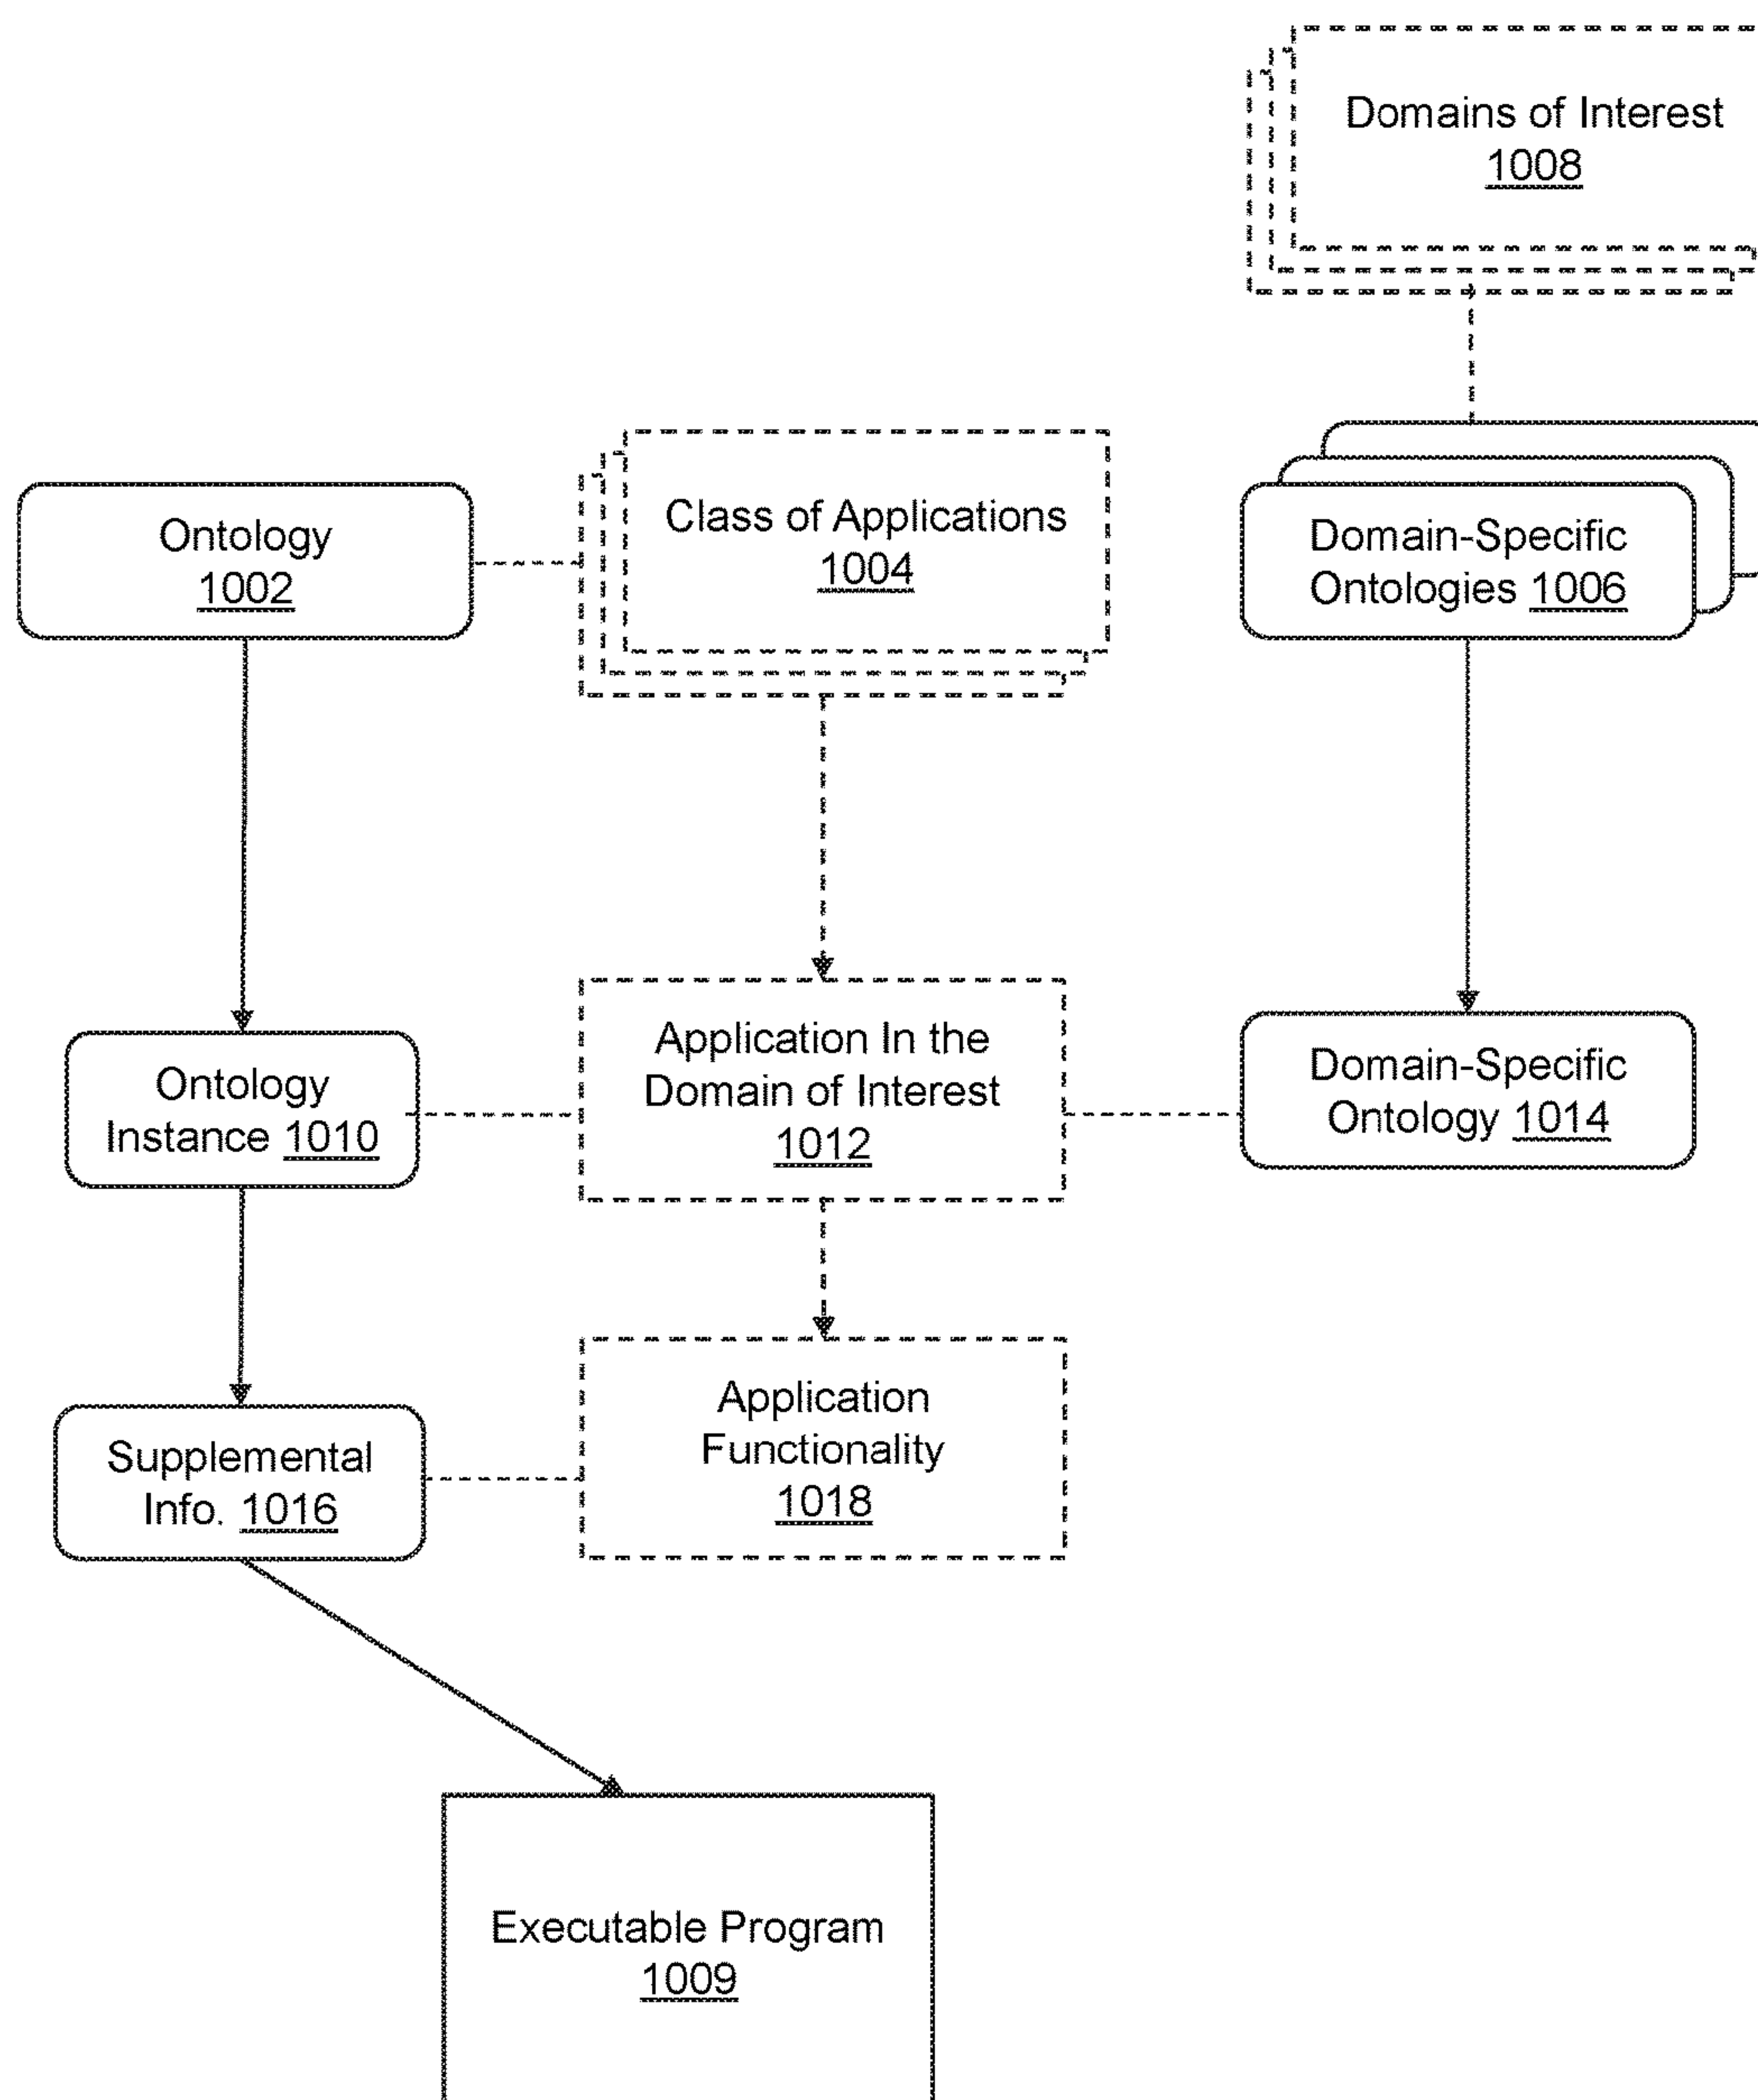 Domains of Interest
1008
Ontology
1002
Class of Applications
1004
Domain-Specific
Ontologies 1006
Ontology
Instance 1010
Application In the
Domain of Interest
1012
Domain-Specific
Ontology 1014
Supplemental
Info. 1016
Application
Functionality
1018
Executable Program
1009